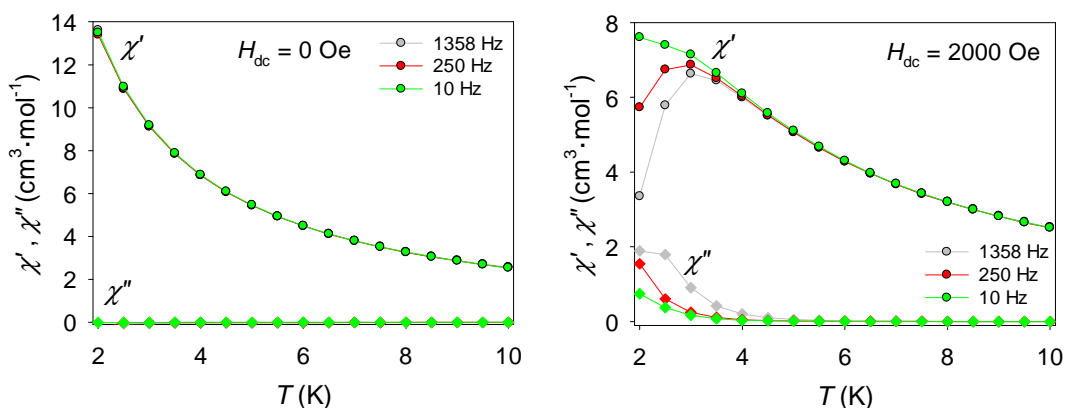 14
12
10
8
6
4
2
0
χ′ , χ″ (cm³·mol⁻¹)
χ′
χ″
H_dc = 0 Oe
1358 Hz
250 Hz
10 Hz
2 4 6 8 10
T (K)
8
6
4
2
0
χ′ , χ″ (cm³·mol⁻¹)
χ′
χ″
H_dc = 2000 Oe
1358 Hz
250 Hz
10 Hz
2 4 6 8 10
T (K)